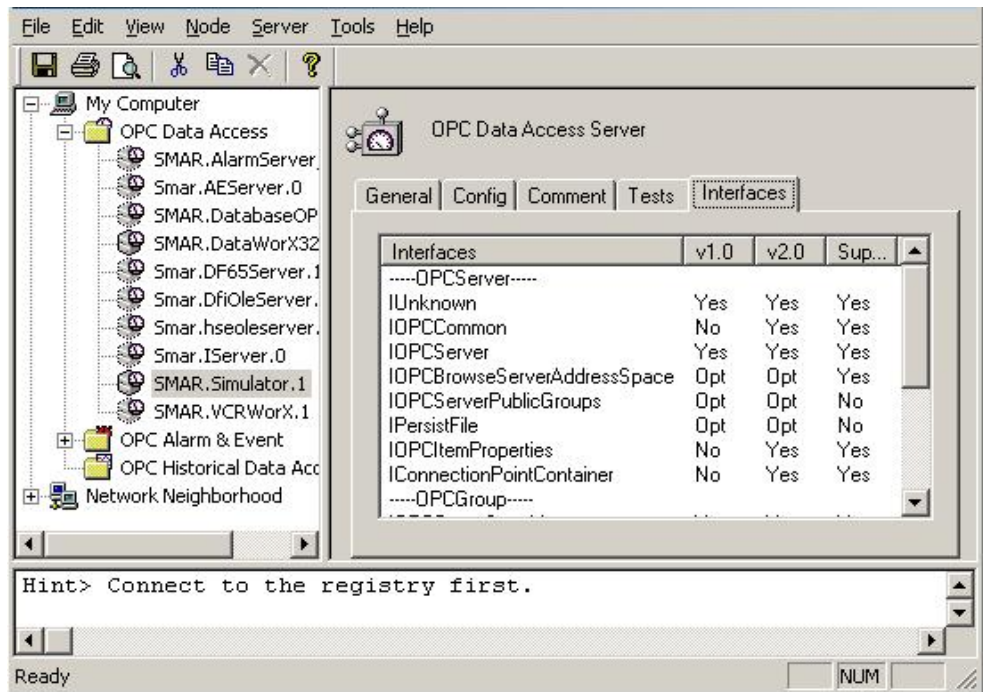 File Edit View Node Server Tools Help
My Computer
OPC Data Access
SMAR.AlarmServer
Smar.AEServer.0
SMAR.DatabaseOP
SMAR.DataWorX32
Smar.DF65Server.1
Smar.DfiOleServer.
Smar.hseoleserver.
Smar.IServer.0
SMAR.Simulator.1
SMAR.VCRWorX.1
OPC Alarm & Event
OPC Historical Data Acc
Network Neighborhood
OPC Data Access Server
General Config Comment Tests Interfaces
Interfaces v1.0 v2.0 Sup...
-----OPCServer-----
IUnknown Yes Yes Yes
IOPCCommon No Yes Yes
IOPCServer Yes Yes Yes
IOPCBrowseServerAddressSpace Opt Opt Yes
IOPCServerPublicGroups Opt Opt No
IPersistFile Opt Opt No
IOPCItemProperties No Yes Yes
IConnectionPointContainer No Yes Yes
-----OPCGroup-----
Hint> Connect to the registry first.
Ready NUM